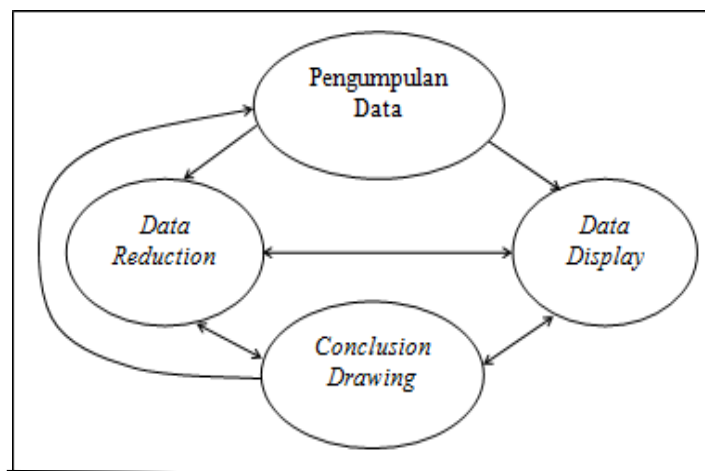 Pengumpulan
Data
Data
Reduction
Data
Display
Conclusion
Drawing